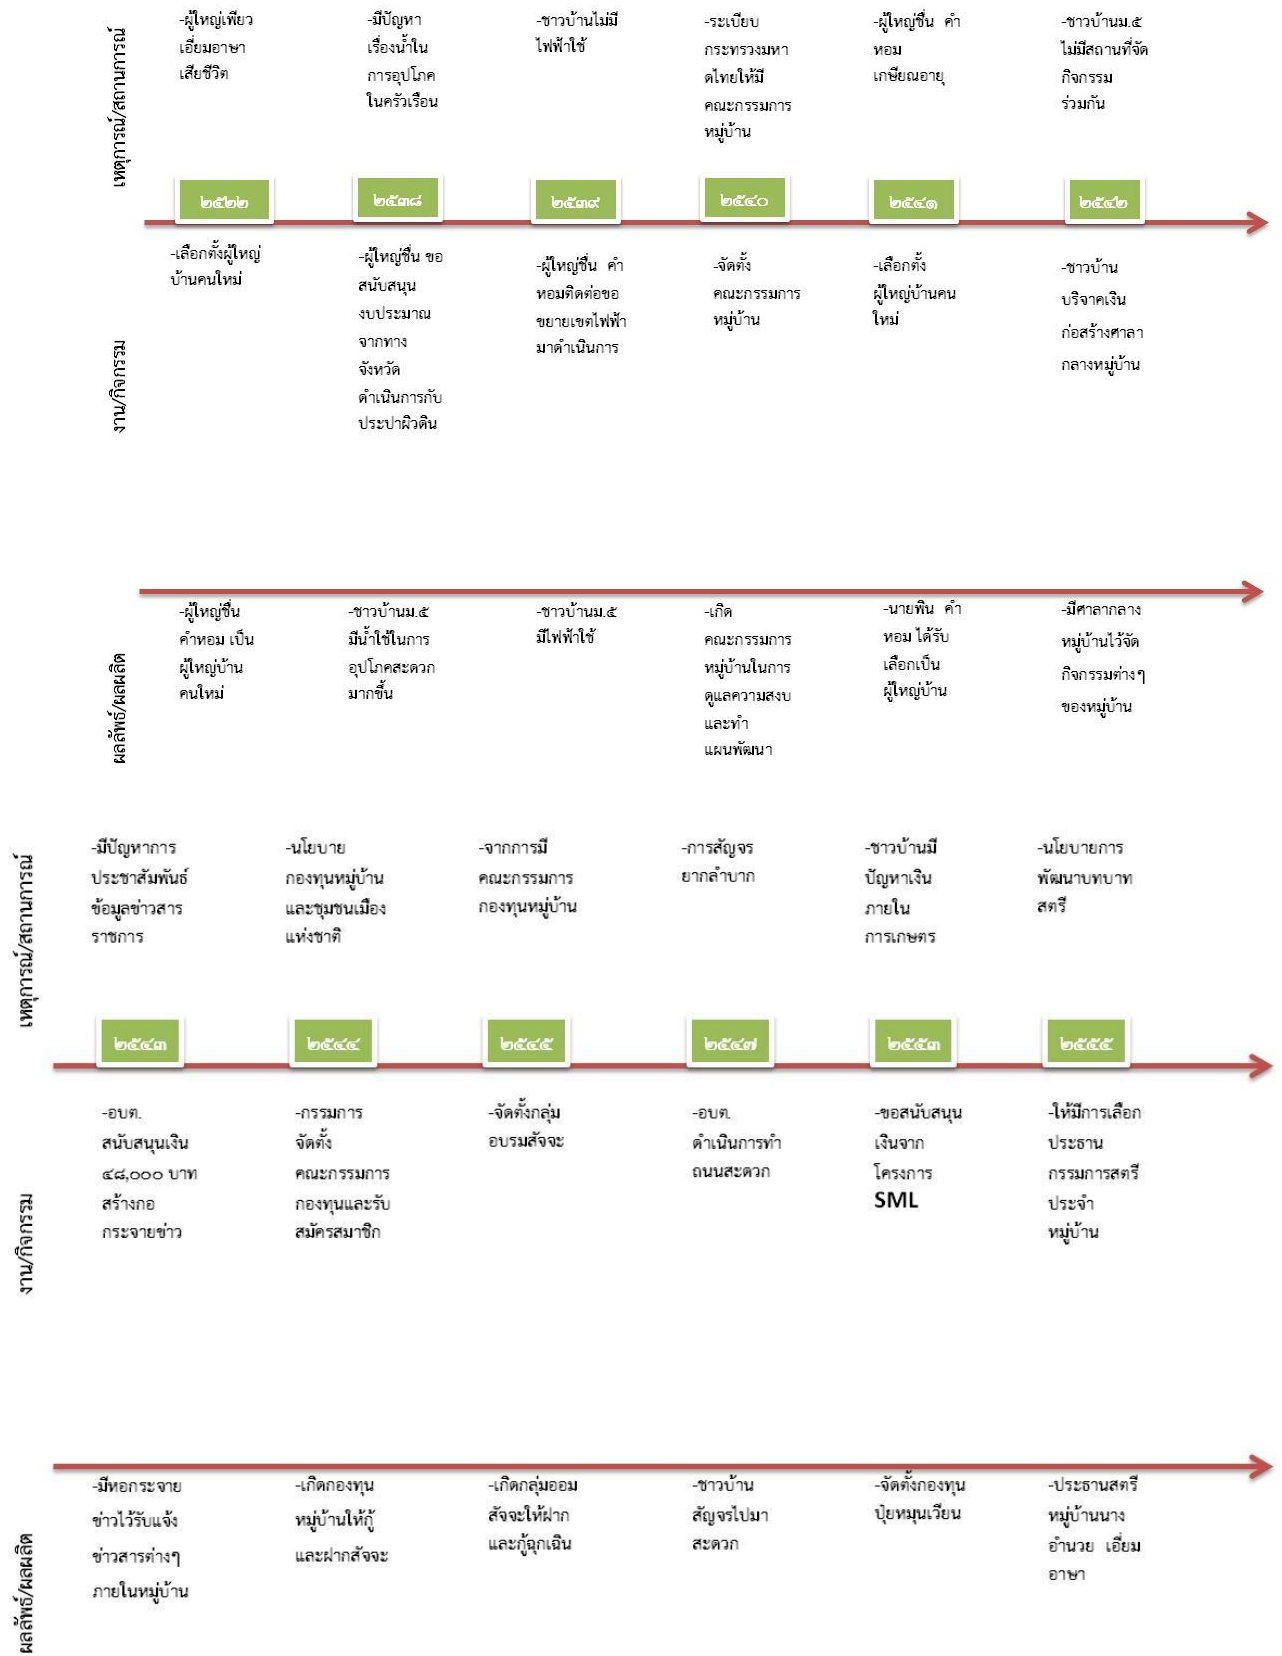 เหตุการณ์/สถานการณ์
-ผู้ใหญ่เพียว
เอี่ยมอาษา
เสียชีวิต
-มีปัญหา
เรื่องน้ำใน
การอุปโภค
ในครัวเรือน
-ชาวบ้านไม่มี
ไฟฟ้าใช้
-ระเบียบ
กระทรวงมหา
ดไทยให้มี
คณะกรรมการ
หมู่บ้าน
-ผู้ใหญ่ชื่น คำ
หอม
เกษียณอายุ
-ชาวบ้านม.๕
ไม่มีสถานที่จัด
กิจกรรม
ร่วมกัน
๒๕๒๒
๒๕๓๘
๒๕๓๙
๒๕๔๐
๒๕๔๑
๒๕๔๒
งาน/กิจกรรม
-เลือกตั้งผู้ใหญ่
บ้านคนใหม่
-ผู้ใหญ่ชื่น ขอ
สนับสนุน
งบประมาณ
จากทาง
จังหวัด
ดำเนินการกับ
ประปาผิวดิน
-ผู้ใหญ่ชื่น คำ
หอมติดต่อขอ
ขยายเขตไฟฟ้า
มาดำเนินการ
-จัดตั้ง
คณะกรรมการ
หมู่บ้าน
-เลือกตั้ง
ผู้ใหญ่บ้านคน
ใหม่
-ชาวบ้าน
บริจาคเงิน
ก่อสร้างศาลา
กลางหมู่บ้าน
ผลลัพธ์/ผลผลิต
-ผู้ใหญ่ชื่น
คำหอม เป็น
ผู้ใหญ่บ้าน
คนใหม่
-ชาวบ้านม.๕
มีน้ำใช้ในการ
อุปโภคสะดวก
มากขึ้น
-ชาวบ้านม.๕
มีไฟฟ้าใช้
-เกิด
คณะกรรมการ
หมู่บ้านในการ
ดูแลความสงบ
และทำ
แผนพัฒนา
-นายพิน คำ
หอม ได้รับ
เลือกเป็น
ผู้ใหญ่บ้าน
-มีศาลากลาง
หมู่บ้านไว้จัด
กิจกรรมต่างๆ
ของหมู่บ้าน
เหตุการณ์/สถานการณ์
-มีปัญหาการ
ประชาสัมพันธ์
ข้อมูลข่าวสาร
ราชการ
-นโยบาย
กองทุนหมู่บ้าน
และชุมชนเมือง
แห่งชาติ
-จากการมี
คณะกรรมการ
กองทุนหมู่บ้าน
-การสัญจร
ยากลำบาก
-ชาวบ้านมี
ปัญหาเงิน
ภายใน
การเกษตร
-นโยบายการ
พัฒนาบทบาท
สตรี
๒๕๔๓
๒๕๔๔
๒๕๔๕
๒๕๔๗
๒๕๕๓
๒๕๕๕
งาน/กิจกรรม
-อบต.
สนับสนุนเงิน
๔๘,๐๐๐ บาท
สร้างกอ
กระจายข่าว
-กรรมการ
จัดตั้ง
คณะกรรมการ
กองทุนและรับ
สมัครสมาชิก
-จัดตั้งกลุ่ม
อบรมสัจจะ
-อบต.
ดำเนินการทำ
ถนนสะดวก
-ขอสนับสนุน
เงินจาก
โครงการ
SML
-ให้มีการเลือก
ประธาน
กรรมการสตรี
ประจำ
หมู่บ้าน
ผลลัพธ์/ผลผลิต
-มีหอกระจาย
ข่าวไว้รับแจ้ง
ข่าวสารต่างๆ
ภายในหมู่บ้าน
-เกิดกองทุน
หมู่บ้านให้กู้
และฝากสัจจะ
-เกิดกลุ่มออม
สัจจะให้ฝาก
และกู้ฉุกเฉิน
-ชาวบ้าน
สัญจรไปมา
สะดวก
-จัดตั้งกองทุน
ปุ๋ยหมุนเวียน
-ประธานสตรี
หมู่บ้านนาง
อำนวย เอี่ยม
อาษา